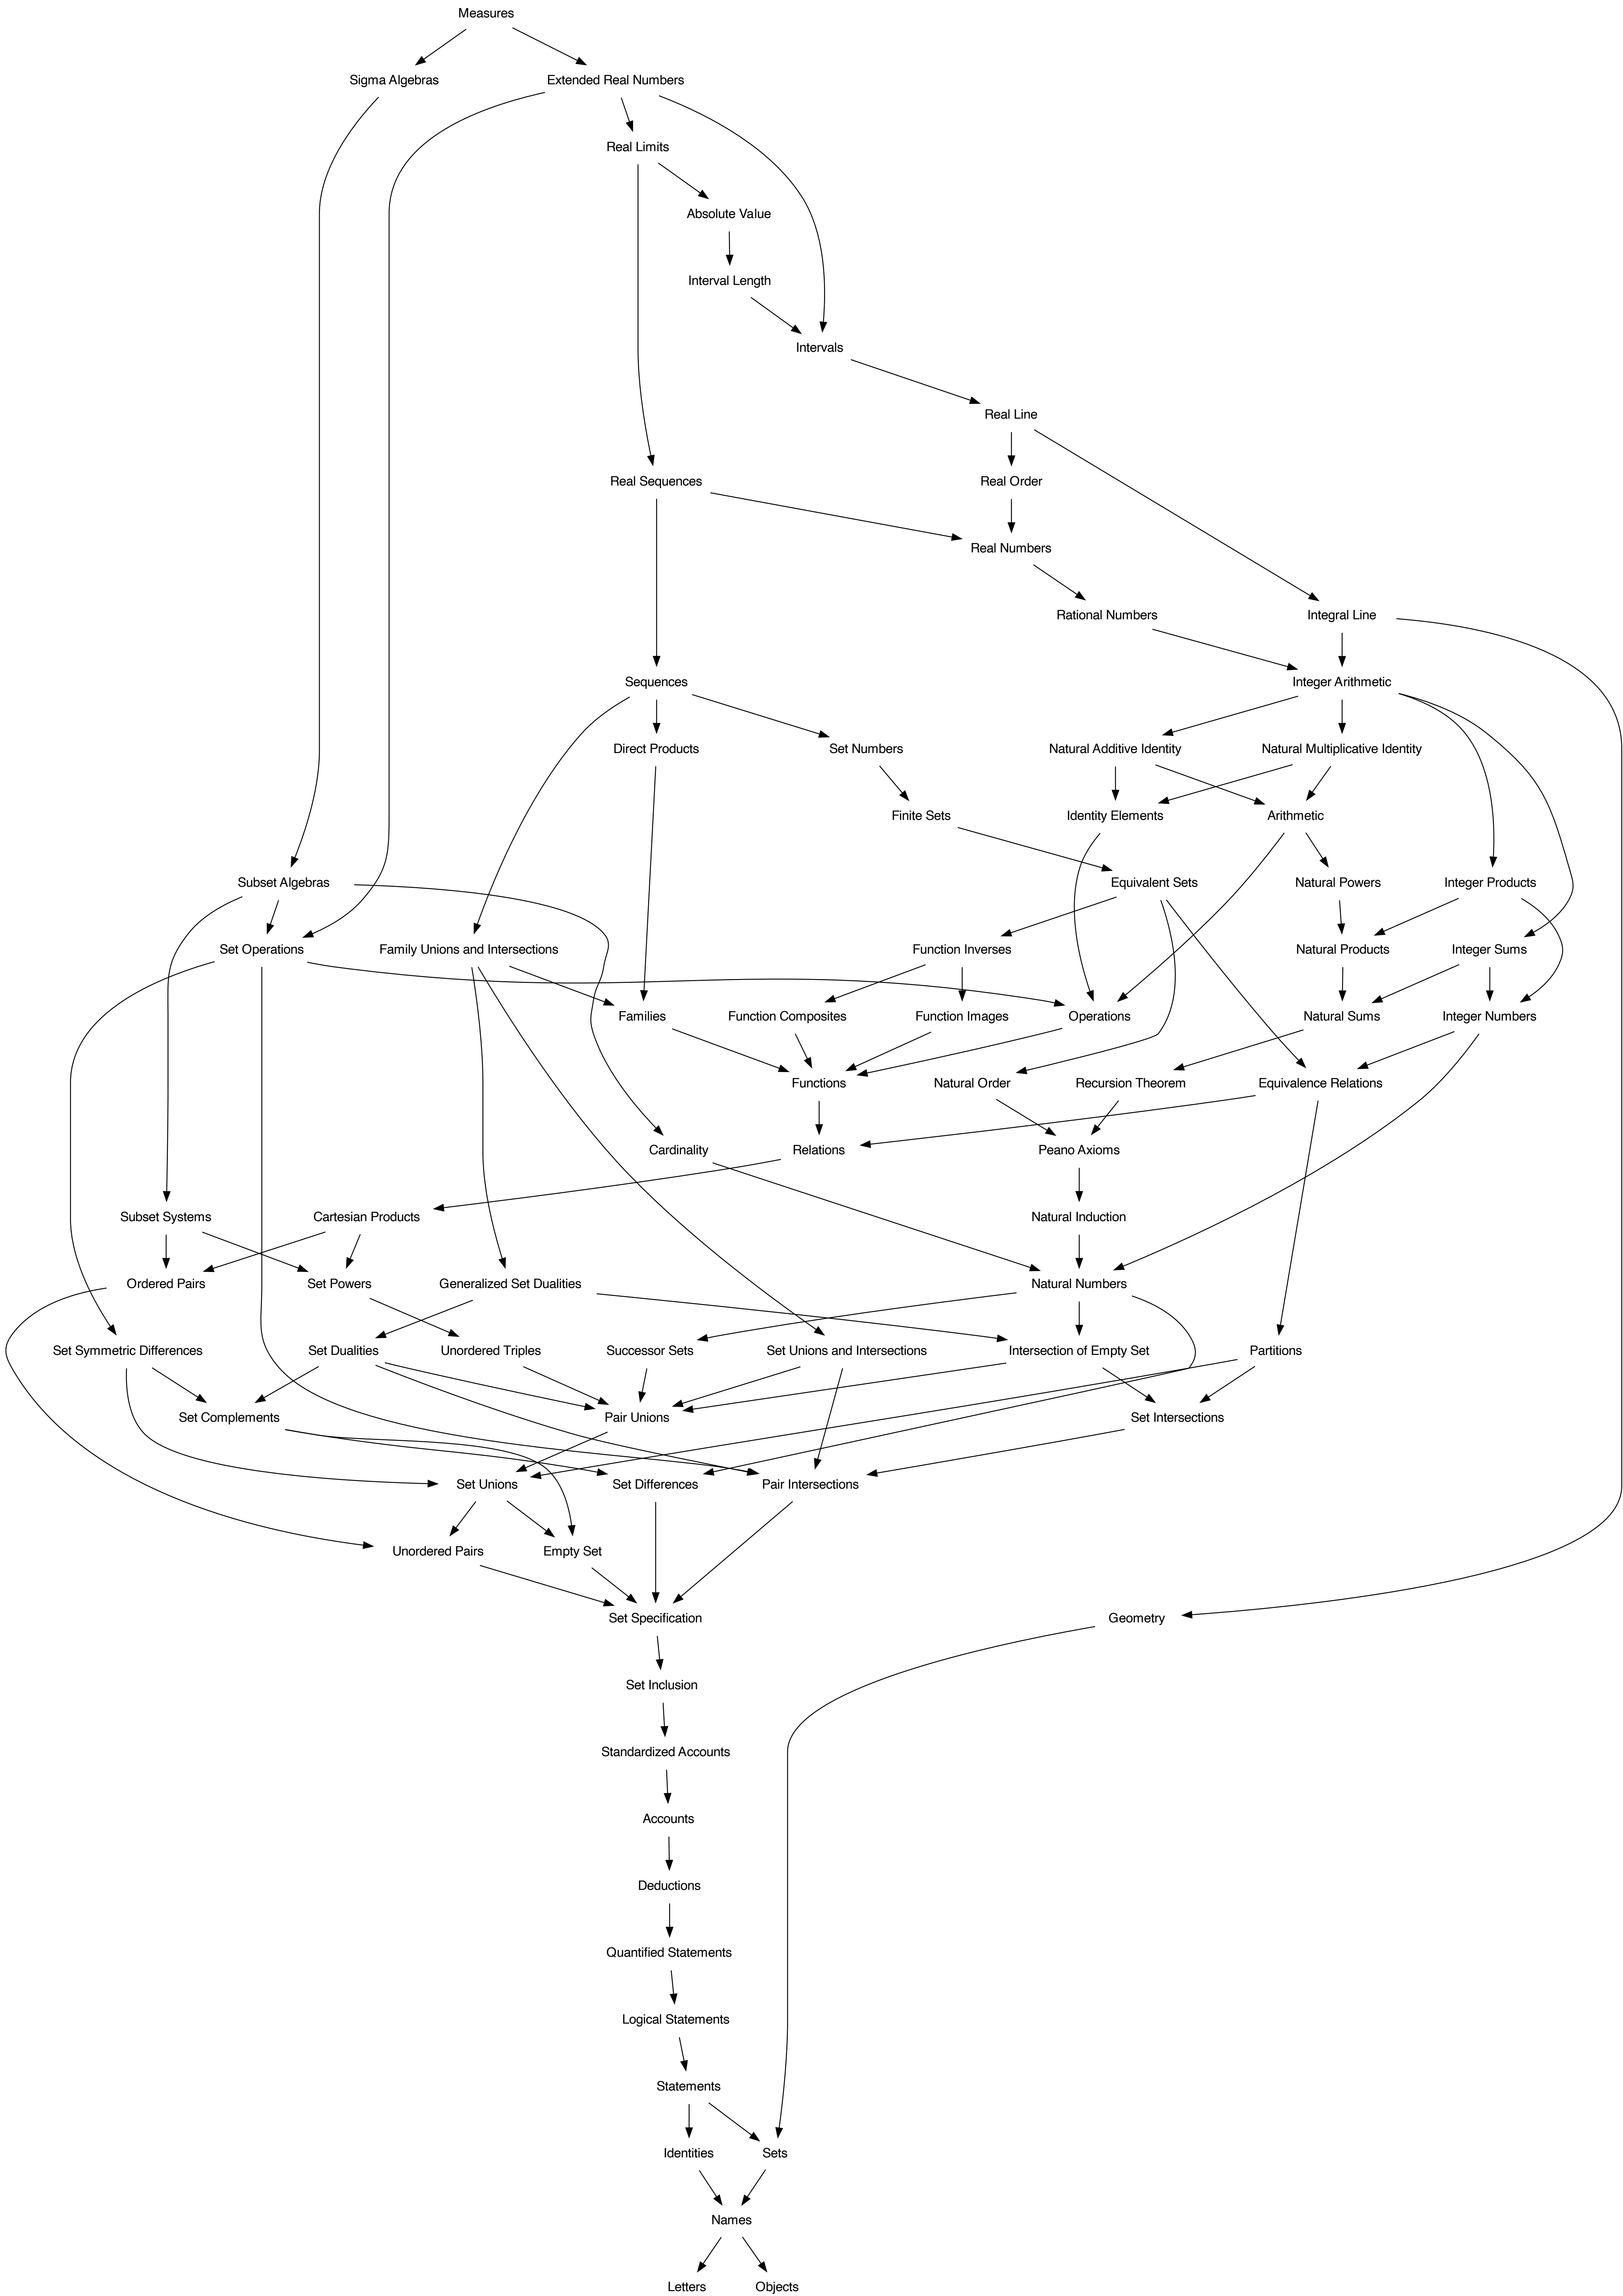 Measures
Sigma Algebras
Extended Real Numbers
Real Limits
Absolute Value
Interval Length
Intervals
Real Line
Real Sequences
Real Order
Real Numbers
Rational Numbers
Integral Line
Sequences
Integer Arithmetic
Direct Products
Set Numbers
Natural Additive Identity
Natural Multiplicative Identity
Finite Sets
Identity Elements
Arithmetic
Subset Algebras
Equivalent Sets
Natural Powers
Integer Products
Set Operations
Family Unions and Intersections
Function Inverses
Natural Products
Integer Sums
Families
Function Composites
Function Images
Operations
Natural Sums
Integer Numbers
Functions
Natural Order
Recursion Theorem
Equivalence Relations
Cardinality
Relations
Peano Axioms
Subset Systems
Cartesian Products
Natural Induction
Ordered Pairs
Set Powers
Generalized Set Dualities
Natural Numbers
Set Symmetric Differences
Set Dualities
Unordered Triples
Successor Sets
Set Unions and Intersections
Intersection of Empty Set
Partitions
Set Complements
Pair Unions
Set Intersections
Set Unions
Set Differences
Pair Intersections
Unordered Pairs
Empty Set
Set Specification
Geometry
Set Inclusion
Standardized Accounts
Accounts
Deductions
Quantified Statements
Logical Statements
Statements
Identities
Sets
Names
Letters
Objects